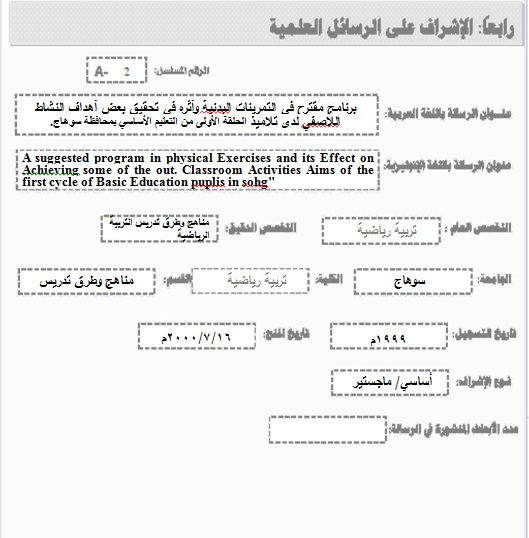 رابعاً: الإشراف على الرسائل العلمية
الرقم المسلسل: A- 2
عنوان الرسالة باللغة العربية: برنامج مقترح فى التمرينات البدنية وأثره فى تحقيق بعض أهداف النشاط
اللاصفي لدى تلاميذ الحلقة الأولى من التعليم الأساسي بمحافظة سوهاج.
عنوان الرسالة باللغة الإنجليزية: A suggested program in physical Exercises and its Effect on
Achieving some of the out. Classroom Activities Aims of the
first cycle of Basic Education puplis in sohg"
التخصص العام: تربية رياضية التخصص الدقيق: مناهج وطرق تدريس التربية
الرياضية
الجامعة: سوهاج الكلية: تربية رياضية القسم: مناهج وطرق تدريس
تاريخ التسجيل: ١٩٩٩م تاريخ المنح: ٢٠٠٠/٧/١٦م
نوع الإشراف: أساسي/ ماجستير
عدد الأبحاث المنشورة في الرسالة: